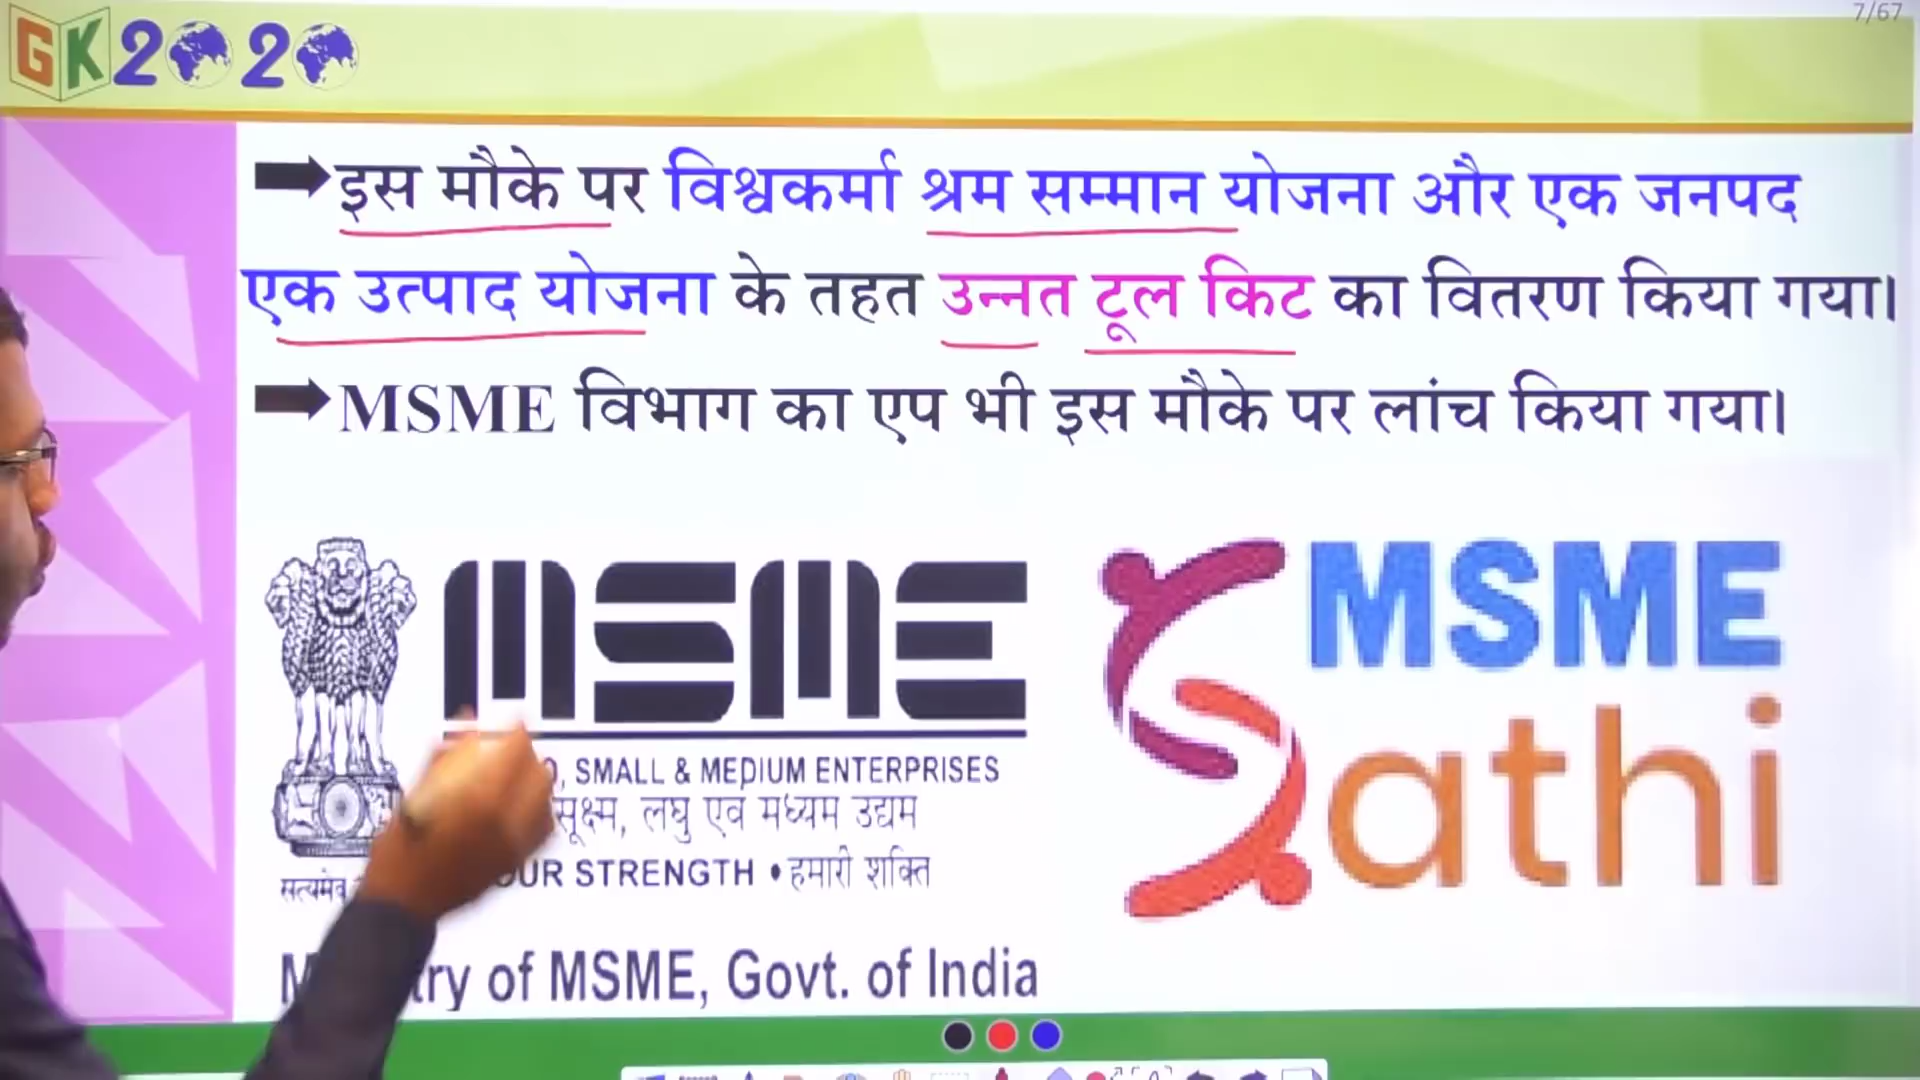 7/67
GK2020
इस मौके पर विश्वकर्मा श्रम सम्मान योजना और एक जनपद
एक उत्पाद योजना के तहत उन्नत टूल किट का वितरण किया गया।
MSME विभाग का एप भी इस मौके पर लांच किया गया।
MSME
SMALL & MEDIUM ENTERPRISES
सूक्ष्म, लघु एवं मध्यम उद्यम
STRENGTH • हमारी शक्ति
of MSME, Govt. of India
MSME
Sathi